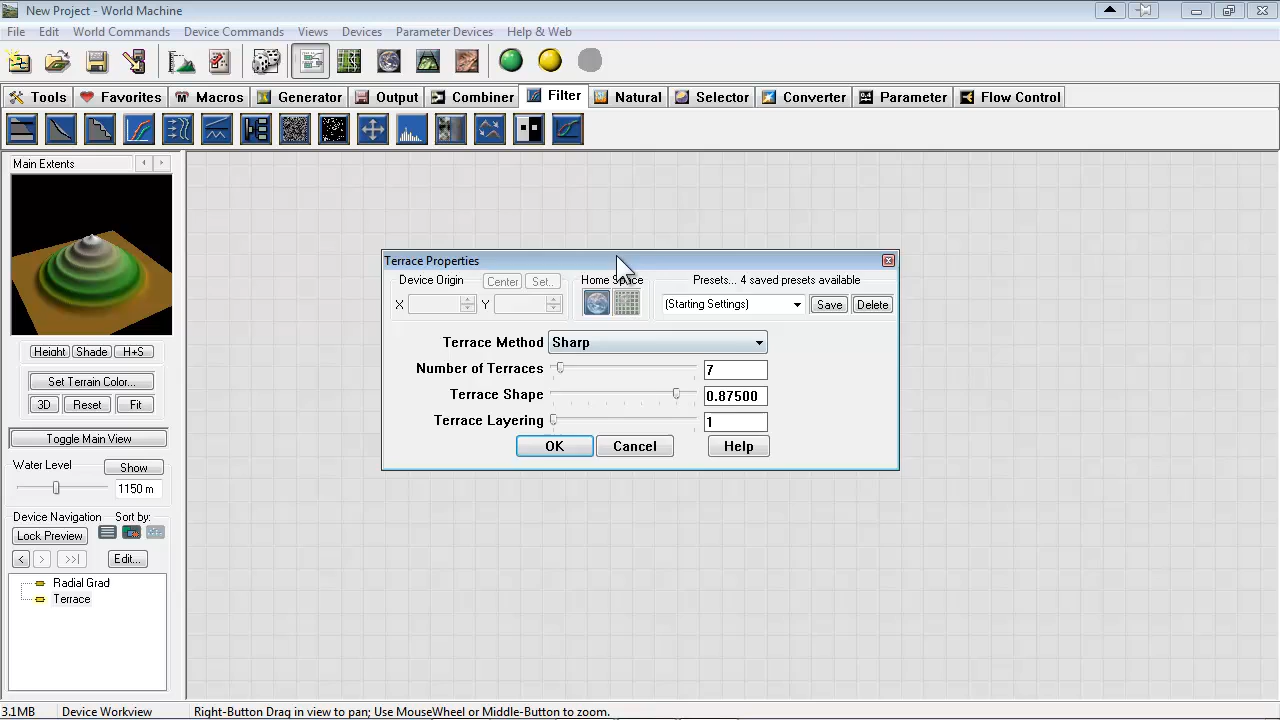 New Project - World Machine
File Edit World Commands Device Commands Views Devices Parameter Devices Help & Web
Tools Favorites Macros Generator Output Combiner Filter Natural Selector Converter 0.4 Parameter Flow Control
Main Extents
Height Shade H+S
Set Terrain Color...
3D Reset Fit
Toggle Main View
Water Level Show
1150 m
Device Navigation Sort by:
Lock Preview
< > >>| Edit...
Radial Grad
Terrace
Terrace Properties
Device Origin Center Set.. Home Space Presets... 4 saved presets available
X Y (Starting Settings) Save Delete
Terrace Method Sharp
Number of Terraces 7
Terrace Shape 0.87500
Terrace Layering 1
OK Cancel Help
3.1MB Device Workview Right-Button Drag in view to pan; Use MouseWheel or Middle-Button to zoom.